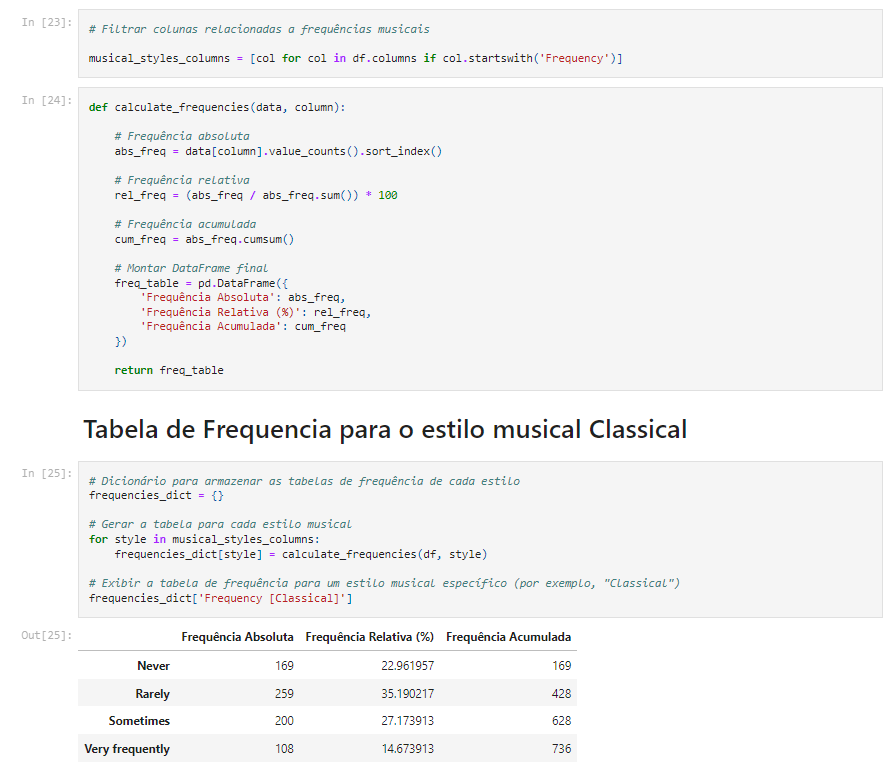 In [23]:
# Filtrar colunas relacionadas a frequências musicais
musical_styles_columns = [col for col in df.columns if col.startswith('Frequency')]
In [24]:
def calculate_frequencies(data, column):
# Frequência absoluta
abs_freq = data[column].value_counts().sort_index()
# Frequência relativa
rel_freq = (abs_freq / abs_freq.sum()) * 100
# Frequência acumulada
cum_freq = abs_freq.cumsum()
# Montar DataFrame final
freq_table = pd.DataFrame({
'Frequência Absoluta': abs_freq,
'Frequência Relativa (%)': rel_freq,
'Frequência Acumulada': cum_freq
})
return freq_table
Tabela de Frequencia para o estilo musical Classical
In [25]:
# Dicionário para armazenar as tabelas de frequência de cada estilo
frequencies_dict = {}
# Gerar a tabela para cada estilo musical
for style in musical_styles_columns:
frequencies_dict[style] = calculate_frequencies(df, style)
# Exibir a tabela de frequência para um estilo musical específico (por exemplo, "Classical")
frequencies_dict['Frequency [Classical]']
Out[25]:
Frequência Absoluta Frequência Relativa (%) Frequência Acumulada
Never 169 22.961957 169
Rarely 259 35.190217 428
Sometimes 200 27.173913 628
Very frequently 108 14.673913 736